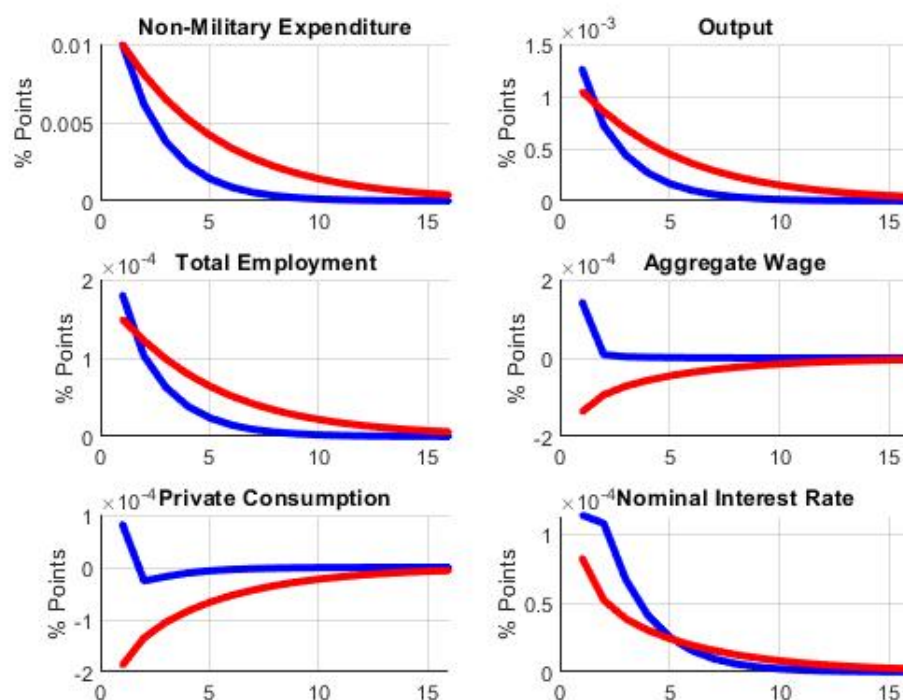 Non-Military Expenditure
0.01
0.005
0
% Points
0 5 10 15
Output
×10⁻³
1.5
1
0.5
0
% Points
0 5 10 15
Total Employment
×10⁻⁴
2
1
0
% Points
0 5 10 15
Aggregate Wage
×10⁻⁴
2
0
-2
% Points
0 5 10 15
Private Consumption
×10⁻⁴
1
0
-1
-2
% Points
0 5 10 15
Nominal Interest Rate
×10⁻⁴
1
0.5
0
% Points
0 5 10 15